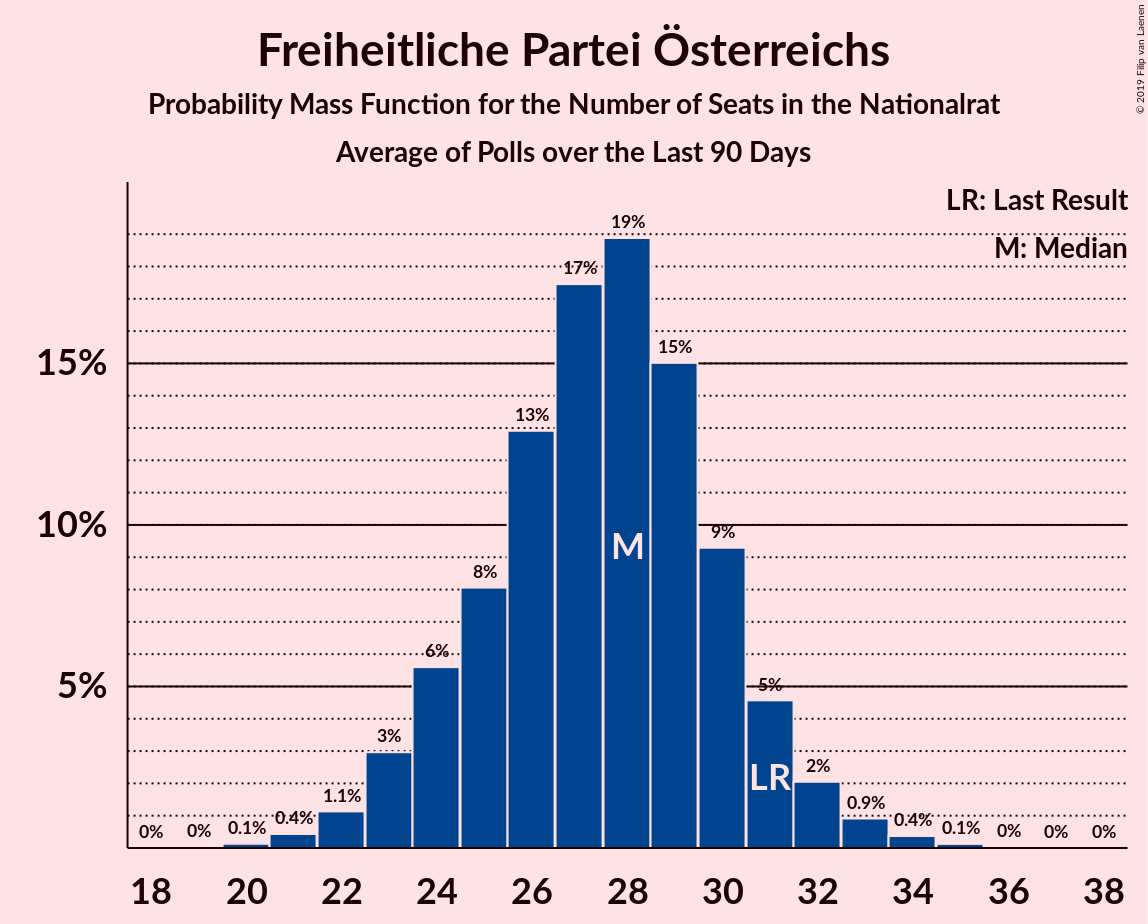 Freiheitliche Partei Österreichs
Probability Mass Function for the Number of Seats in the Nationalrat
Average of Polls over the Last 90 Days
© 2019 Filip van Laenen
LR: Last Result
M: Median
15%
10%
5%
0%
0%
0.1%
0.4%
1.1%
3%
6%
8%
13%
17%
19%
15%
9%
5%
2%
0.9%
0.4%
0.1%
0%
0%
0%
M
LR
18 20 22 24 26 28 30 32 34 36 38